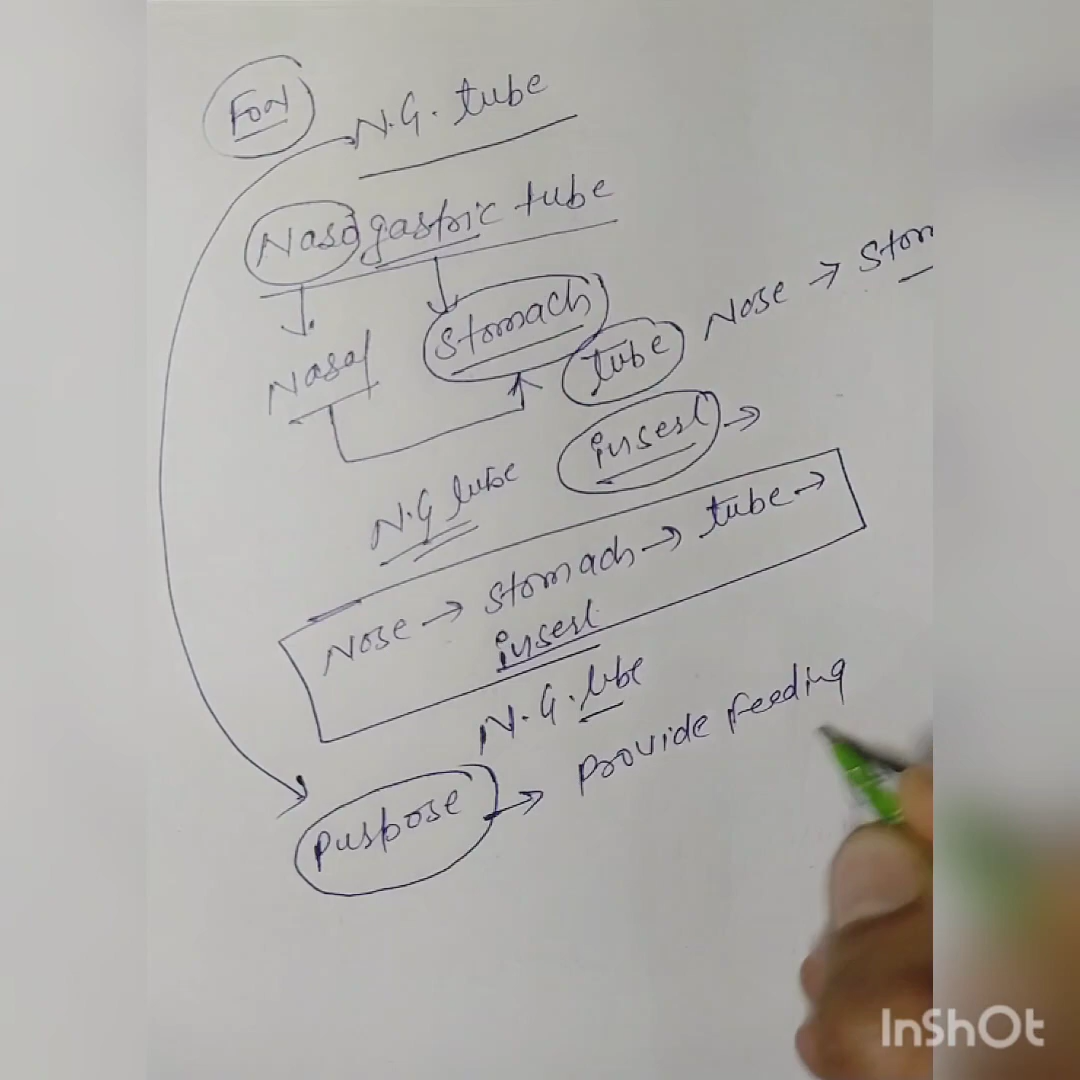 FON
N.G. tube
Nasogastric tube
Nose → Stom
Stomach
tube
Nasal
insert →
N.G tube
Nose → Stomach → tube →
insert
N.G. tube
Purpose → Provide feeding
InShOt